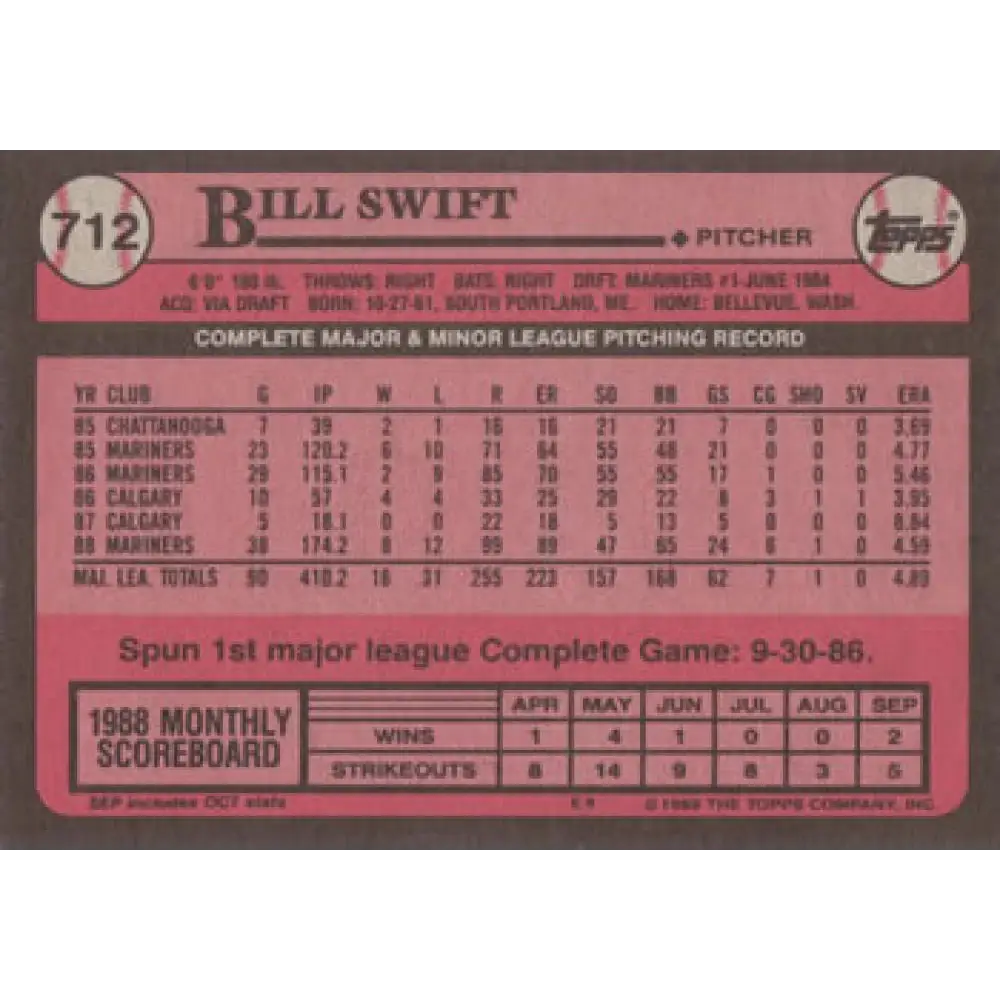 712 BILL SWIFT Topps®
◆ PITCHER
6'0" 180 lb. THROWS: RIGHT BATS: RIGHT DRFT: MARINERS #1-JUNE 1984
ACQ: VIA DRAFT BORN: 10-27-61, SOUTH PORTLAND, ME. HOME: BELLEVUE, WASH.
COMPLETE MAJOR & MINOR LEAGUE PITCHING RECORD
YR CLUB G IP W L R ER SO BB GS CG SHO SV ERA
85 CHATTANOOGA 7 39 2 1 16 16 21 21 7 0 0 0 3.69
85 MARINERS 23 120.2 6 10 71 64 55 48 21 0 0 0 4.77
86 MARINERS 29 115.1 2 9 85 70 55 55 17 1 0 0 5.46
86 CALGARY 10 57 4 4 33 25 29 22 8 3 1 1 3.95
87 CALGARY 5 18.1 0 0 22 18 5 13 5 0 0 0 8.84
88 MARINERS 38 174.2 8 12 99 89 47 65 24 6 1 0 4.59
MAJ. LEA. TOTALS 90 410.2 16 31 255 223 157 168 62 7 1 0 4.89
Spun 1st major league Complete Game: 9-30-86.
1988 MONTHLY SCOREBOARD
APR MAY JUN JUL AUG SEP
WINS 1 4 1 0 0 2
STRIKEOUTS 8 14 9 8 3 5
SEP includes OCT stats © 1989 THE TOPPS COMPANY, INC.